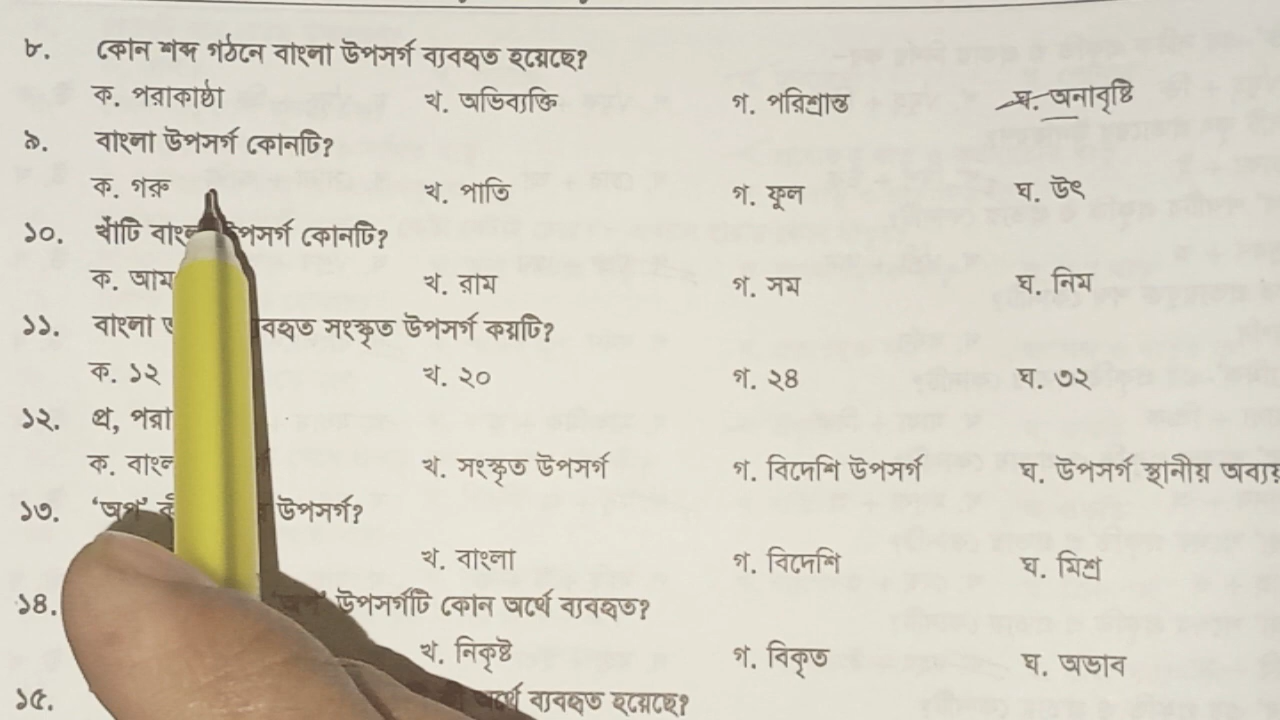 ৮. কোন শব্দ গঠনে বাংলা উপসর্গ ব্যবহৃত হয়েছে?
ক. পরাকাষ্ঠা খ. অভিব্যক্তি গ. পরিশ্রান্ত ঘ. অনাবৃষ্টি
৯. বাংলা উপসর্গ কোনটি?
ক. গরু খ. পাতি গ. ফুল ঘ. উৎ
১০. খাঁটি উপসর্গ কোনটি?
ক. আম খ. রাম গ. সম ঘ. নিম
১১. বাংলা সংস্কৃত উপসর্গ কয়টি?
ক. ১২ খ. ২০ গ. ২৪ ঘ. ৩২
১২. প্র, পরা
ক. খ. সংস্কৃত উপসর্গ গ. বিদেশি উপসর্গ ঘ. উপসর্গ স্থানীয় অব্যয়
১৩. ‘অপ’ উপসর্গ?
খ. বাংলা গ. বিদেশি ঘ. মিশ্র
১৪. উপসর্গটি কোন অর্থে ব্যবহৃত?
খ. নিকৃষ্ট গ. বিকৃত ঘ. অভাব
১৫. অর্থে ব্যবহৃত হয়েছে?